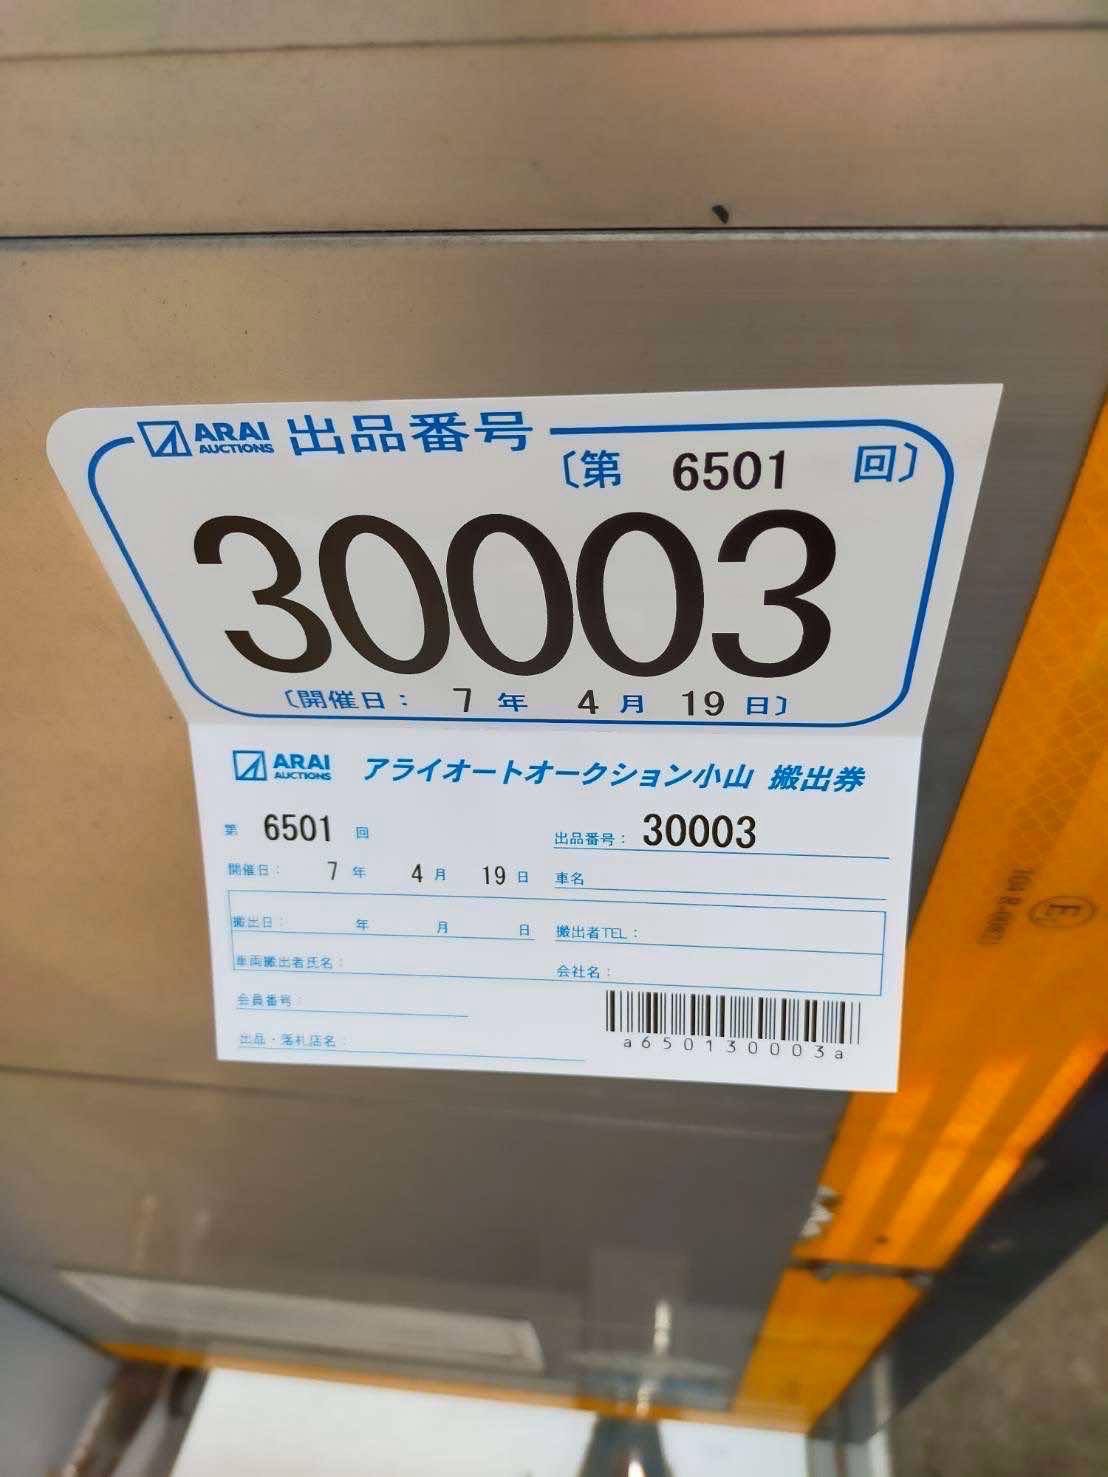 ARAI AUCTIONS 出品番号
〔第 6501 回〕
30003
〔開催日: 7 年 4 月 19 日〕
ARAI AUCTIONS アライオートオークション小山 搬出券
第 6501 回 出品番号: 30003
開催日: 7 年 4 月 19 日 車名
搬出日: 年 月 日 搬出者TEL:
車両搬出者氏名: 会社名:
会員番号:
出品・落札店名:
a650130003a